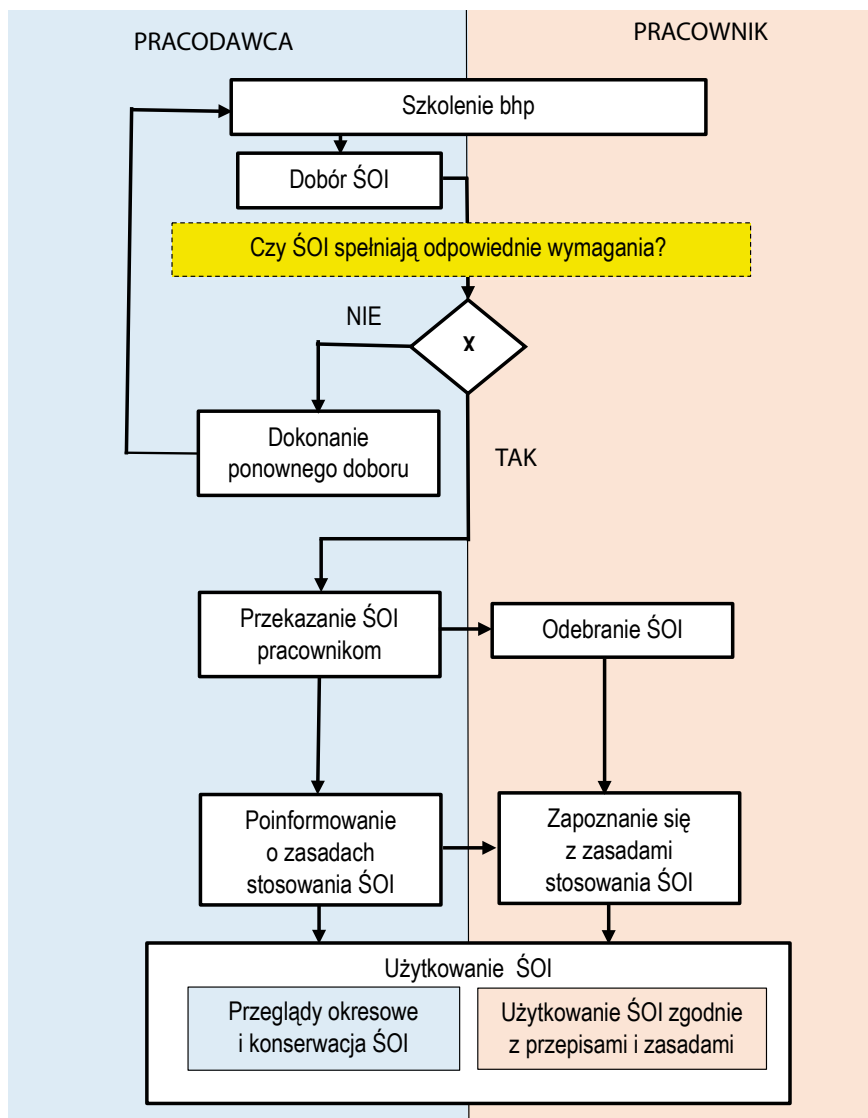 PRACODAWCA
PRACOWNIK
Szkolenie bhp
Dobór ŚOI
Czy ŚOI spełniają odpowiednie wymagania?
NIE
x
Dokonanie
ponownego doboru
TAK
Przekazanie ŚOI
pracownikom
Odebranie ŚOI
Poinformowanie
o zasadach
stosowania ŚOI
Zapoznanie się
z zasadami
stosowania ŚOI
Użytkowanie ŚOI
Przeglądy okresowe
i konserwacja ŚOI
Użytkowanie ŚOI zgodnie
z przepisami i zasadami